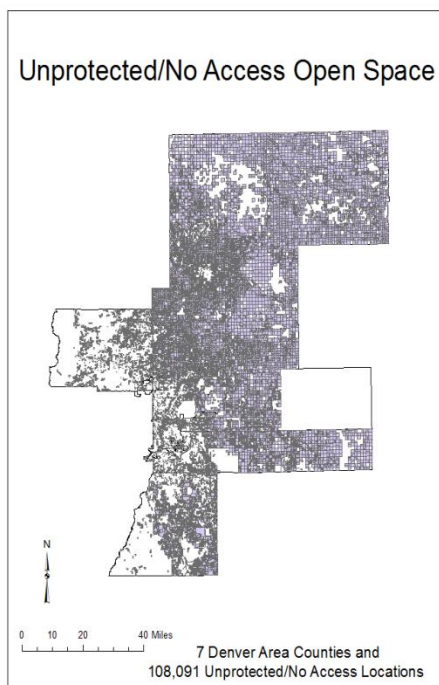 Unprotected/No Access Open Space
N
0 10 20 40 Miles
7 Denver Area Counties and
108,091 Unprotected/No Access Locations